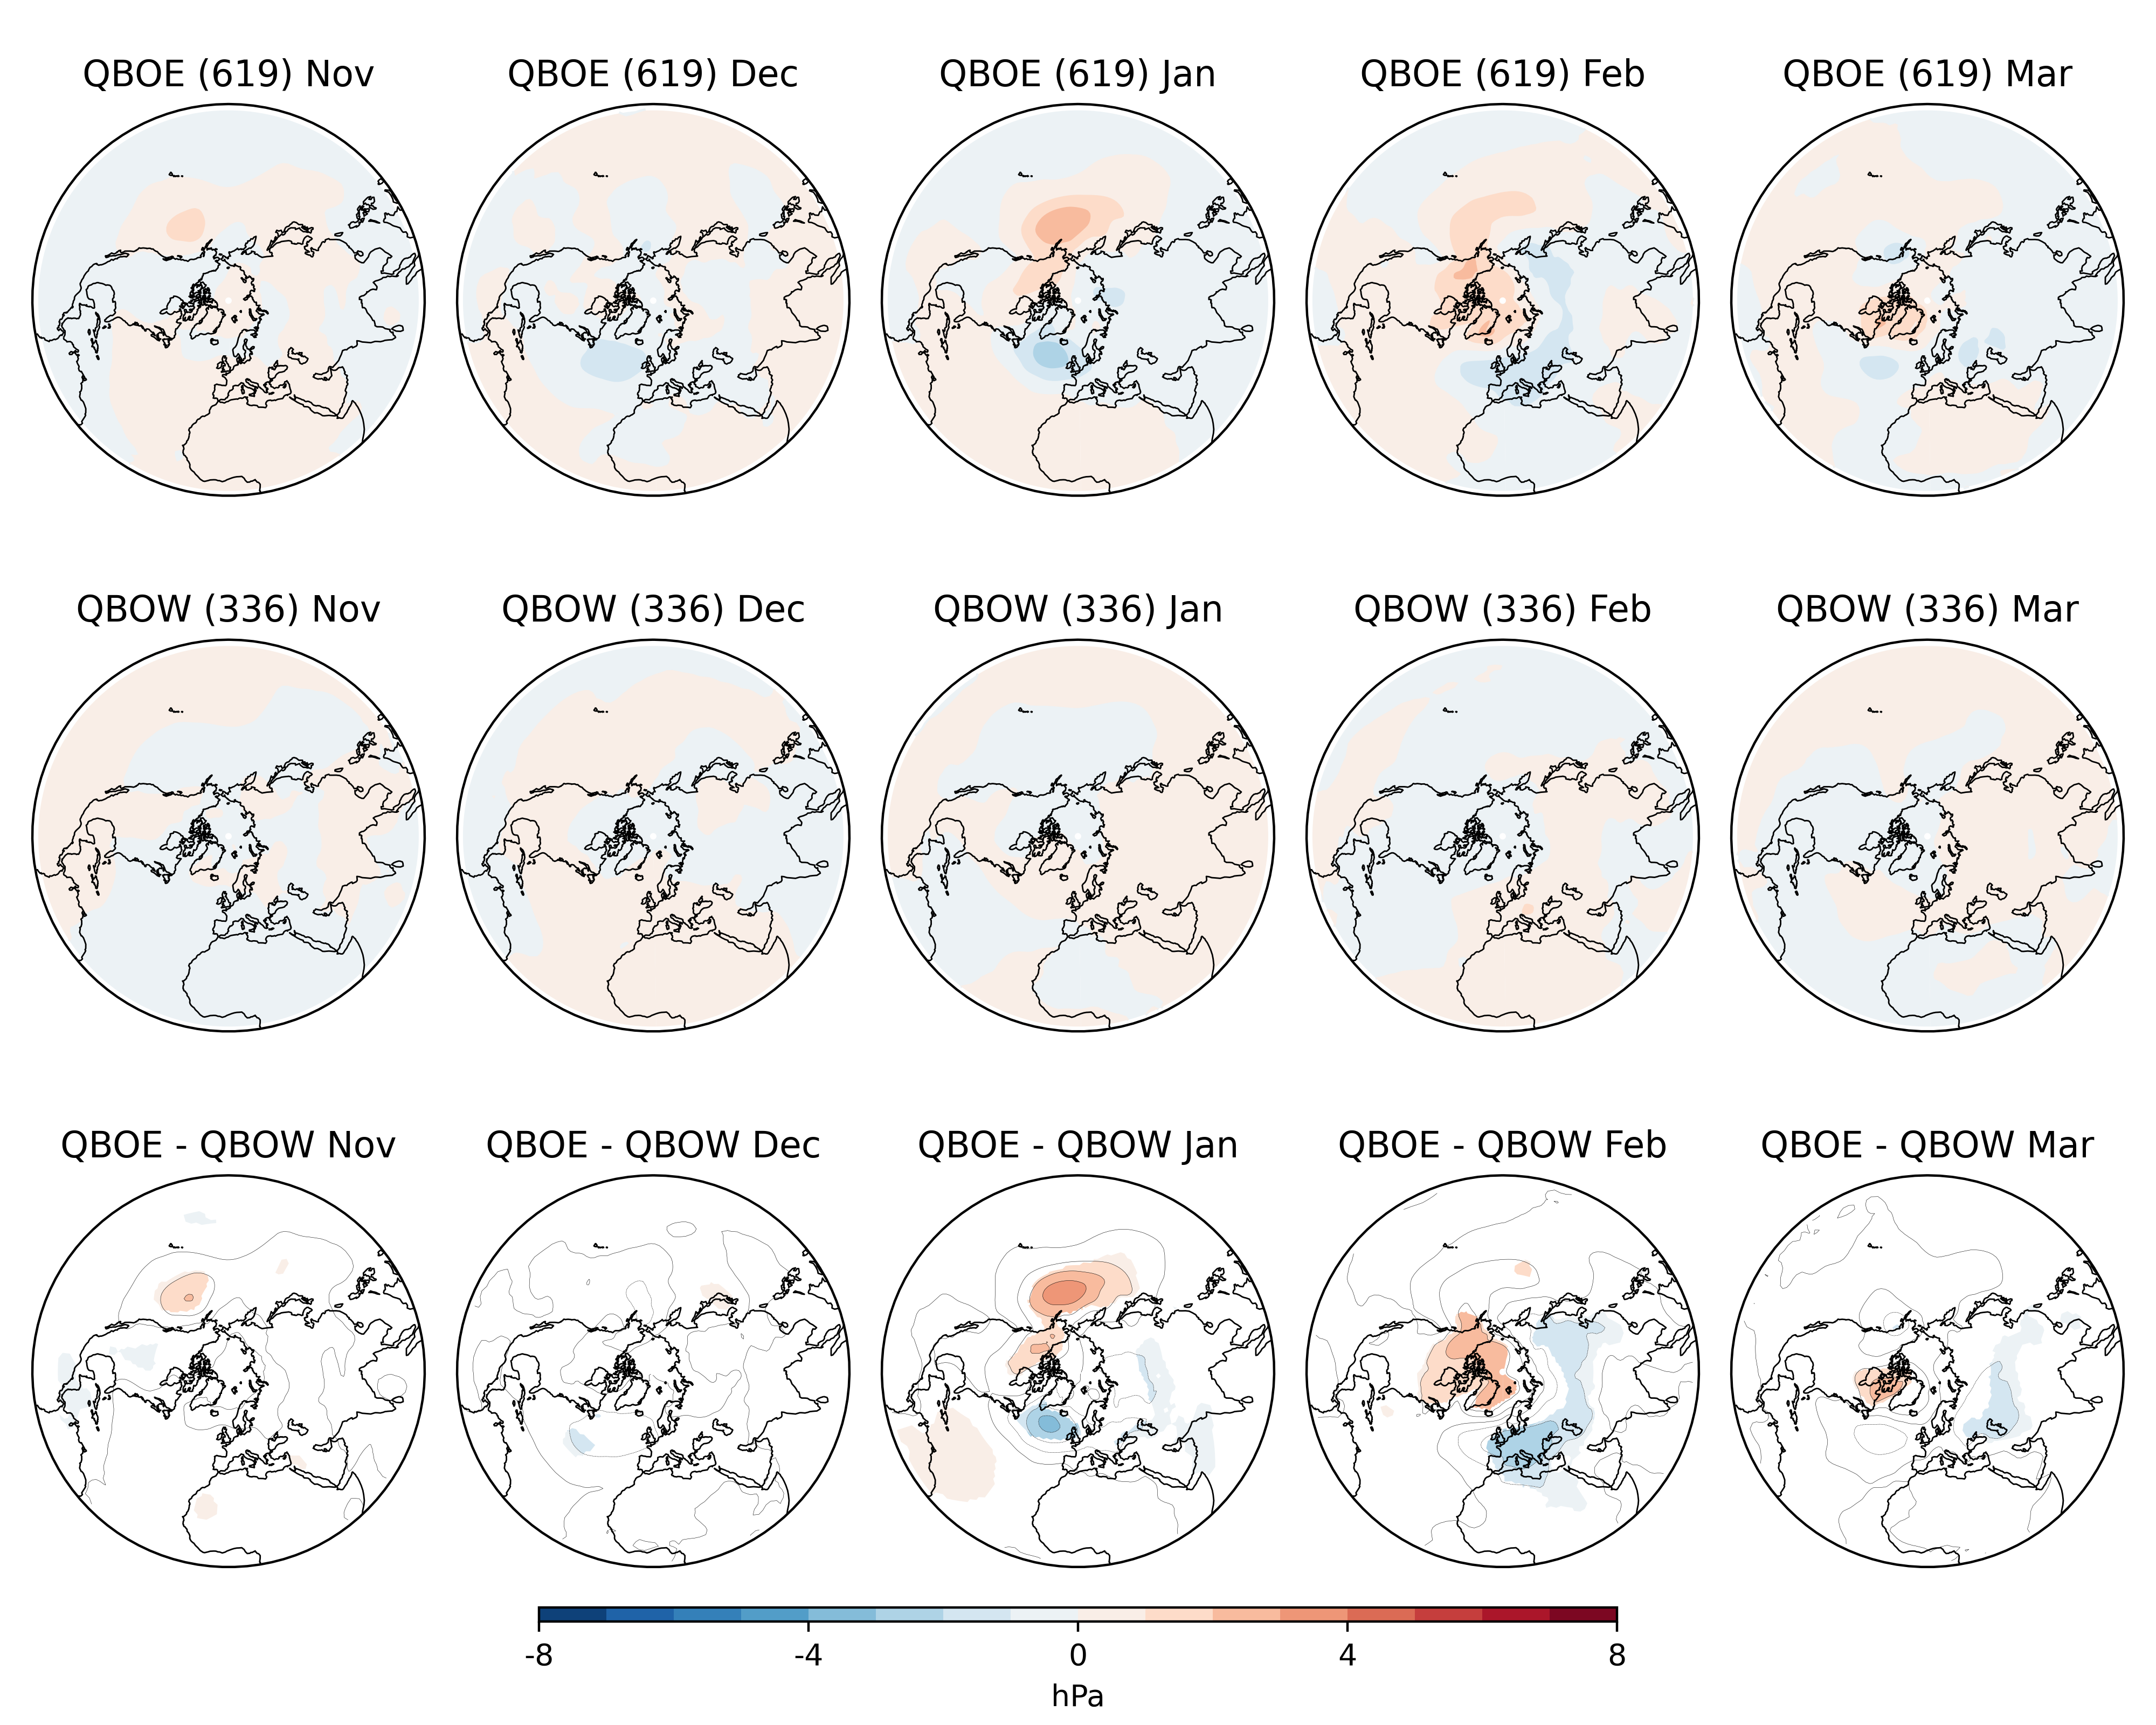 QBOE (619) Nov
QBOE (619) Dec
QBOE (619) Jan
QBOE (619) Feb
QBOE (619) Mar
QBOW (336) Nov
QBOW (336) Dec
QBOW (336) Jan
QBOW (336) Feb
QBOW (336) Mar
QBOE - QBOW Nov
QBOE - QBOW Dec
QBOE - QBOW Jan
QBOE - QBOW Feb
QBOE - QBOW Mar
-8
-4
0
4
8
hPa